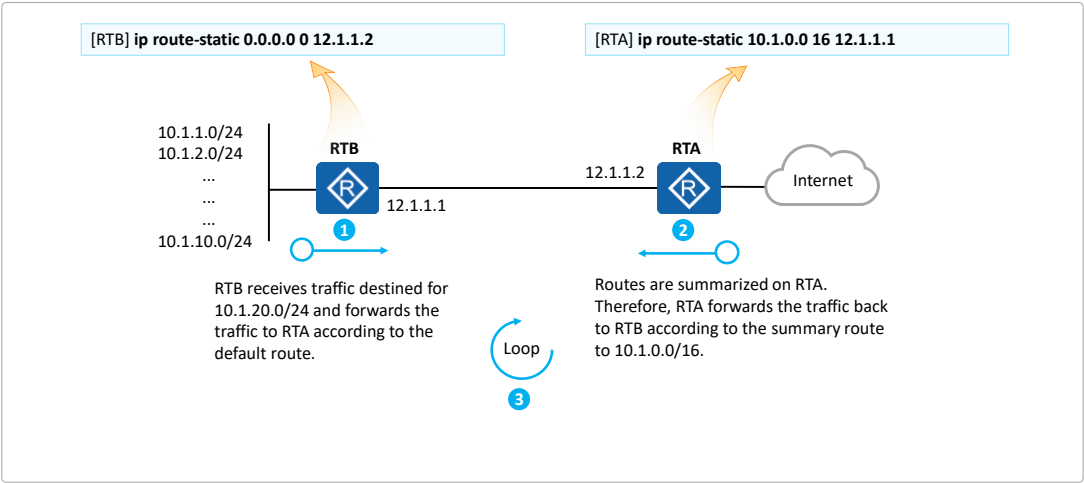 [RTB] ip route-static 0.0.0.0 0 12.1.1.2
[RTA] ip route-static 10.1.0.0 16 12.1.1.1
10.1.1.0/24
10.1.2.0/24
...
...
...
10.1.10.0/24
RTB
R
12.1.1.1
1
RTA
12.1.1.2
R
2
Internet
RTB receives traffic destined for
10.1.20.0/24 and forwards the
traffic to RTA according to the
default route.
Loop
3
Routes are summarized on RTA.
Therefore, RTA forwards the traffic back
to RTB according to the summary route
to 10.1.0.0/16.